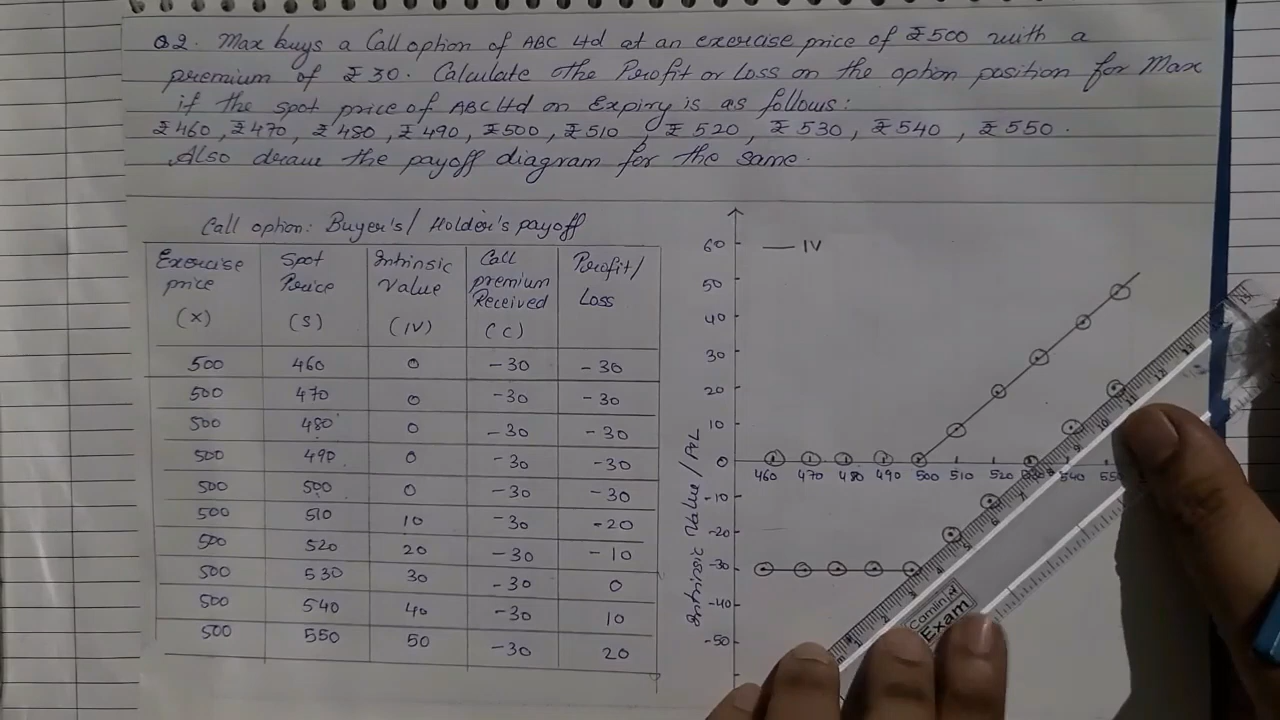 Q2. Max buys a Call option of ABC Ltd at an exercise price of ₹500 with a
premium of ₹30. Calculate the Profit or Loss on the option position for Max
if the spot price of ABC Ltd on Expiry is as follows:
₹460, ₹470, ₹480, ₹490, ₹500, ₹510, ₹520, ₹530, ₹540, ₹550.
Also draw the payoff diagram for the same.
Call option: Buyer's/ Holder's payoff
Exercise price (X) Spot Price (S) Intrinsic Value (IV) Call premium Received (C) Profit/ Loss
500 460 0 -30 -30
500 470 0 -30 -30
500 480 0 -30 -30
500 490 0 -30 -30
500 500 0 -30 -30
500 510 10 -30 -20
500 520 20 -30 -10
500 530 30 -30 0
500 540 40 -30 10
500 550 50 -30 20
Intrinsic Value / P/L
IV
60
50
40
30
20
10
0
-10
-20
-30
-40
-50
460 470 480 490 500 510 520 540
Camlin
Exam